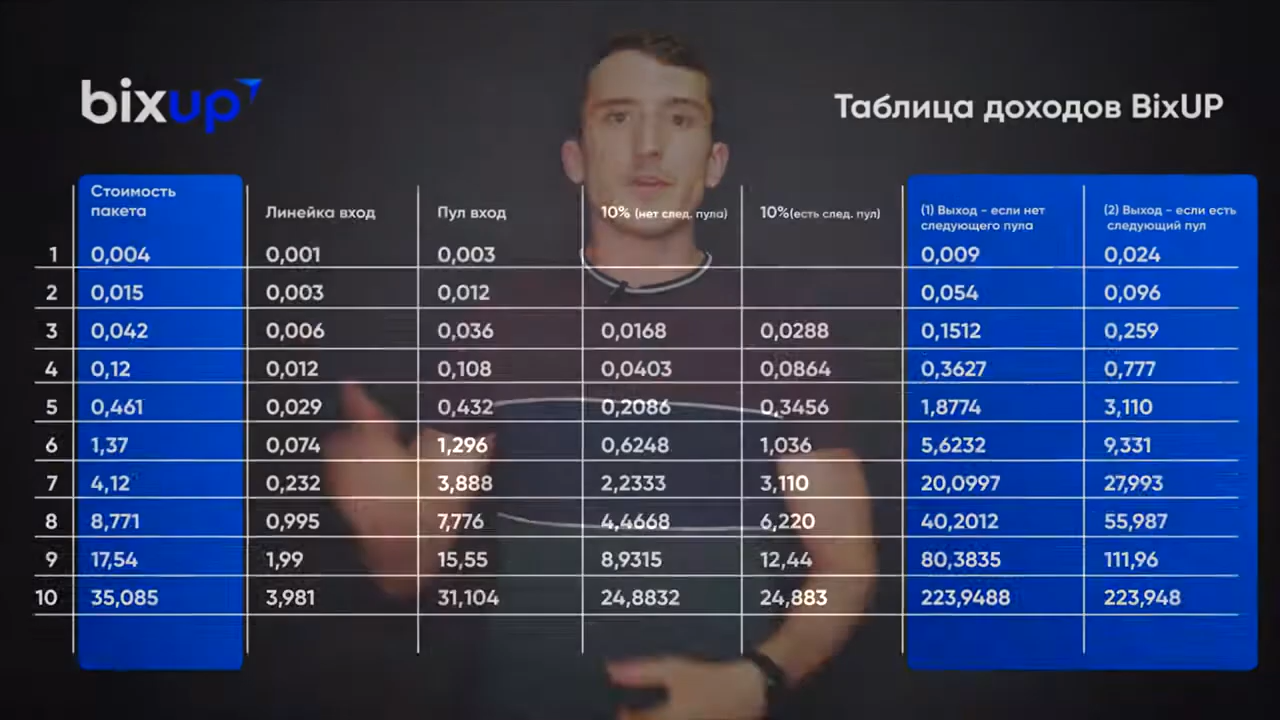 bixup
Таблица доходов BixUP
Стоимость
пакета
Линейка вход
Пул вход
10% (нет след. пула)
10%(есть след. пул)
(1) Выход - если нет
следующего пула
(2) Выход - если есть
следующий пул
1 0,004 0,001 0,003 0,009 0,024
2 0,015 0,003 0,012 0,054 0,096
3 0,042 0,006 0,036 0,0168 0,0288 0,1512 0,259
4 0,12 0,012 0,108 0,0403 0,0864 0,3627 0,777
5 0,461 0,029 0,432 0,2086 0,3456 1,8774 3,110
6 1,37 0,074 1,296 0,6248 1,036 5,6232 9,331
7 4,12 0,232 3,888 2,2333 3,110 20,0997 27,993
8 8,771 0,995 7,776 4,4668 6,220 40,2012 55,987
9 17,54 1,99 15,55 8,9315 12,44 80,3835 111,96
10 35,085 3,981 31,104 24,8832 24,883 223,9488 223,948